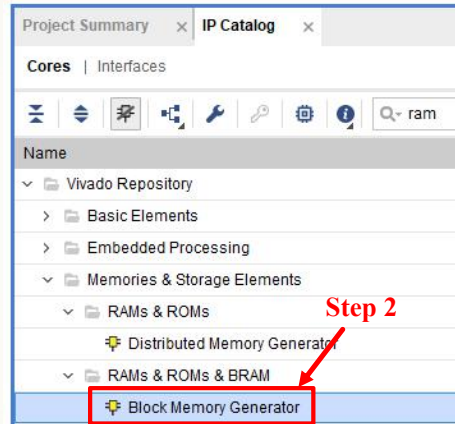 Project Summary × IP Catalog ×
Cores | Interfaces
ram
Name
Vivado Repository
Basic Elements
Embedded Processing
Memories & Storage Elements
RAMs & ROMs
Step 2
Distributed Memory Generator
RAMs & ROMs & BRAM
Block Memory Generator